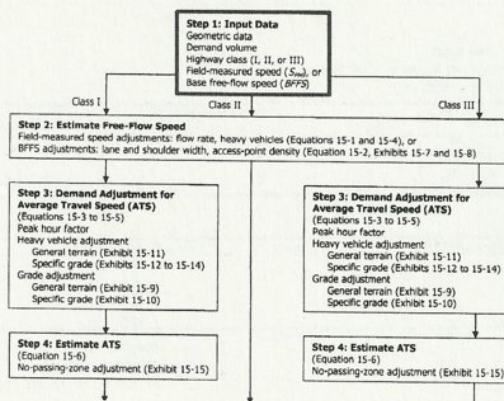 Step 1: Input Data
Geometric data
Demand volume
Highway class (I, II, or III)
Field-measured speed (SFM), or
Base free-flow speed (BFFS)
Class I
Class II
Class III
Step 2: Estimate Free-Flow Speed
Field-measured speed adjustments: flow rate, heavy vehicles (Equations 15-1 and 15-4), or
BFFS adjustments: lane and shoulder width, access-point density (Equation 15-2, Exhibits 15-7 and 15-8)
Step 3: Demand Adjustment for
Average Travel Speed (ATS)
(Equations 15-3 to 15-5)
Peak hour factor
Heavy vehicle adjustment
General terrain (Exhibit 15-11)
Specific grade (Exhibits 15-12 to 15-14)
Grade adjustment
General terrain (Exhibit 15-9)
Specific grade (Exhibit 15-10)
Step 4: Estimate ATS
(Equation 15-6)
No-passing-zone adjustment (Exhibit 15-15)
Step 3: Demand Adjustment for
Average Travel Speed (ATS)
(Equations 15-3 to 15-5)
Peak hour factor
Heavy vehicle adjustment
General terrain (Exhibit 15-11)
Specific grade (Exhibits 15-12 to 15-14)
Grade adjustment
General terrain (Exhibit 15-9)
Specific grade (Exhibit 15-10)
Step 4: Estimate ATS
(Equation 15-6)
No-passing-zone adjustment (Exhibit 15-15)